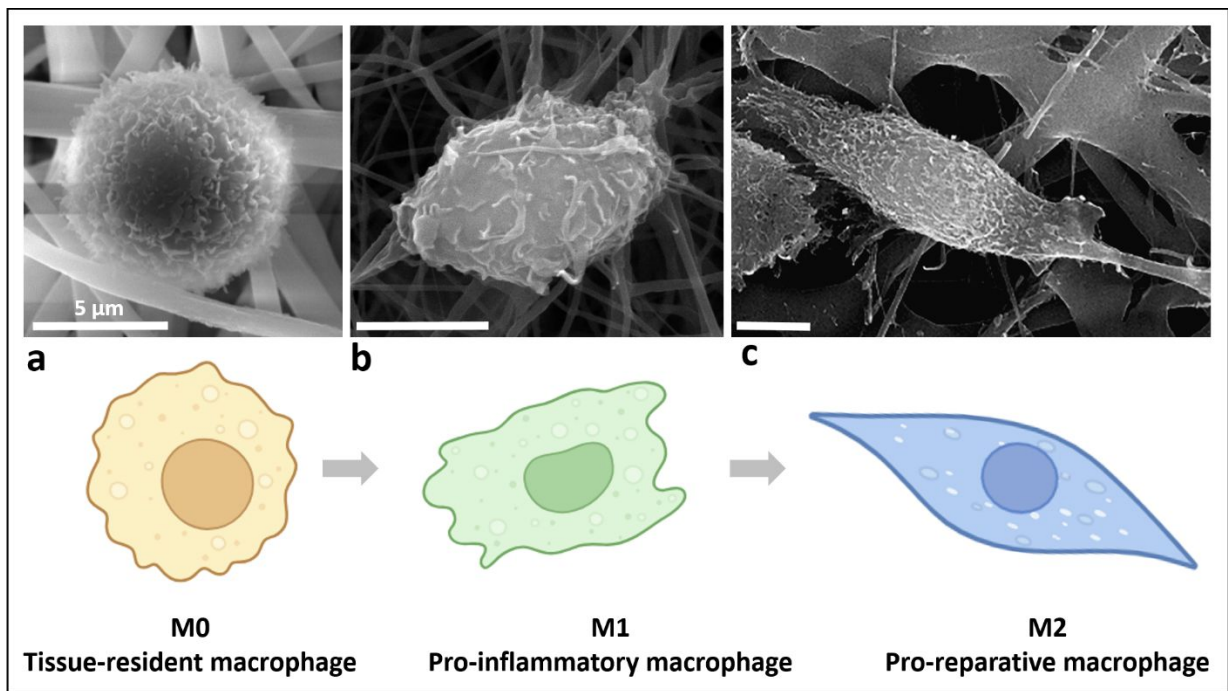 5 µm
a
b
c
M0
Tissue-resident macrophage
M1
Pro-inflammatory macrophage
M2
Pro-reparative macrophage